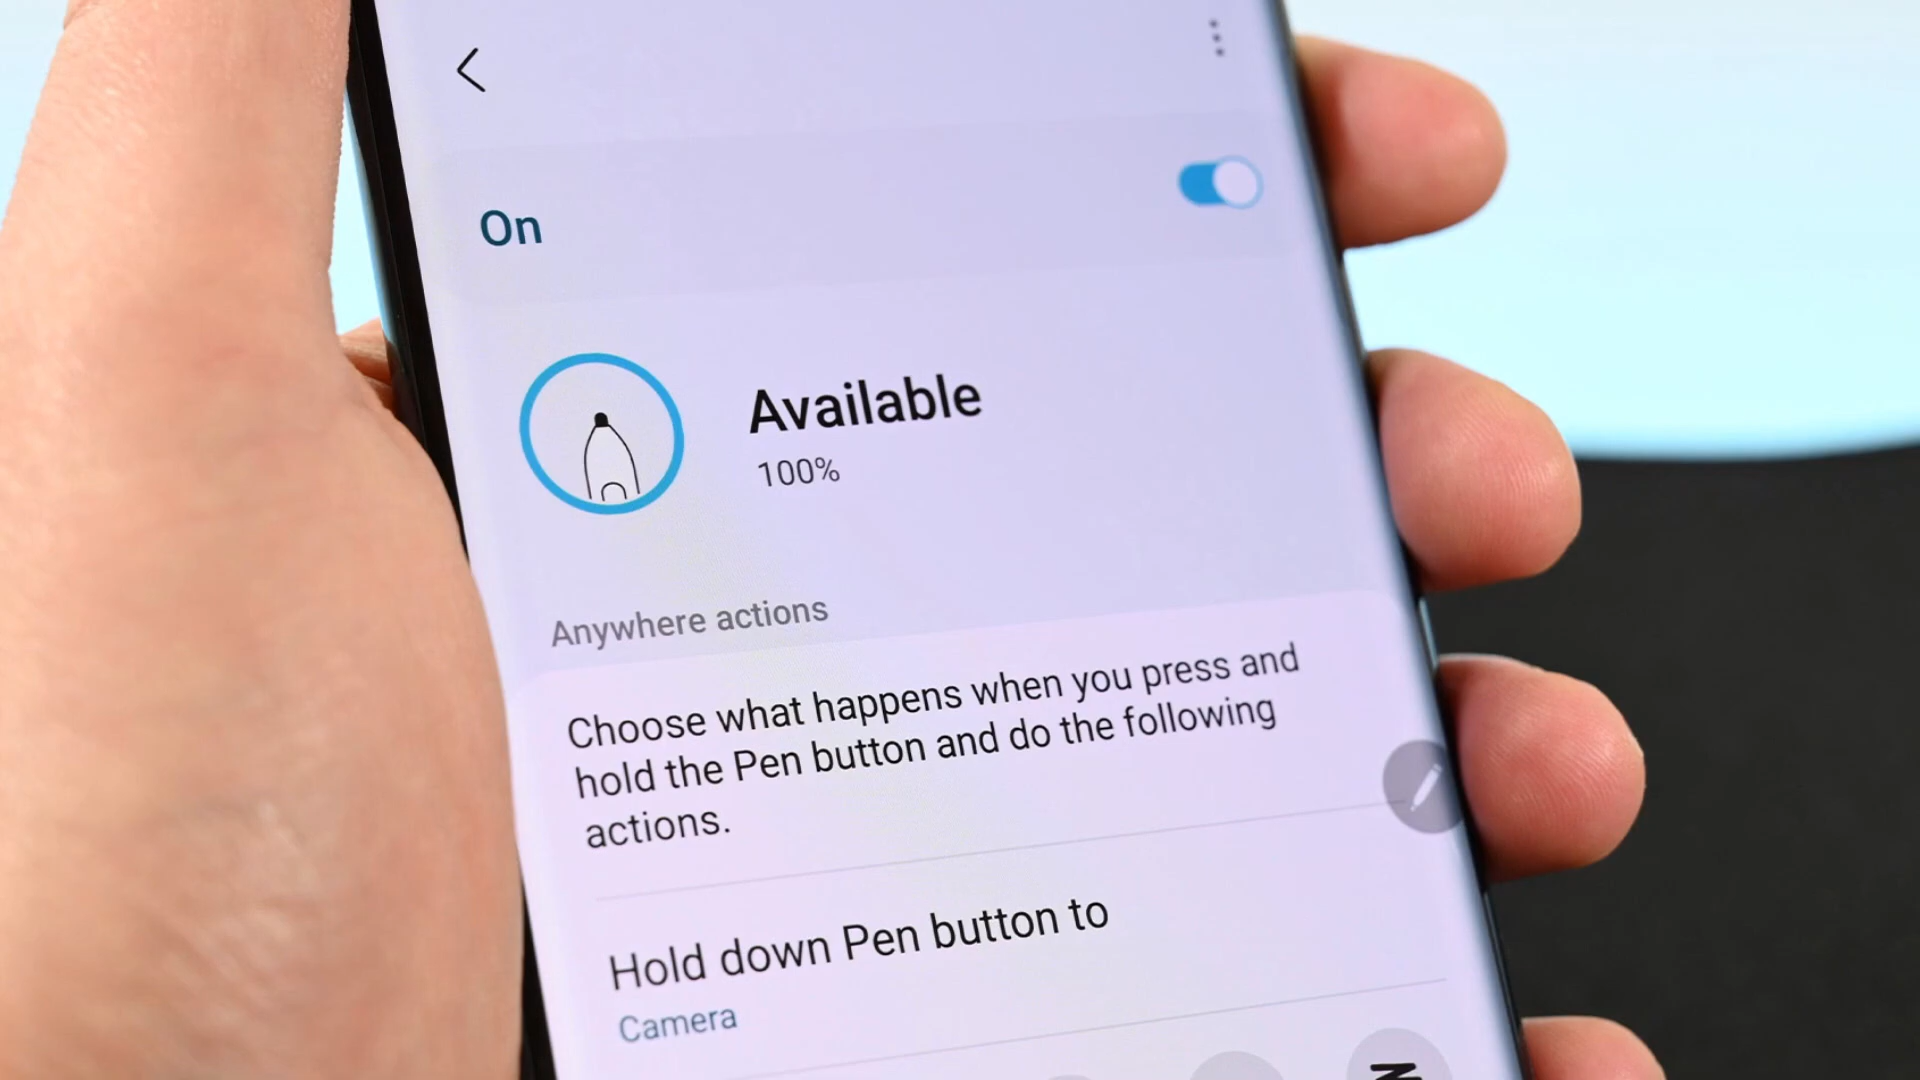 On
Available
100%
Anywhere actions
Choose what happens when you press and
hold the Pen button and do the following
actions.
Hold down Pen button to
Camera